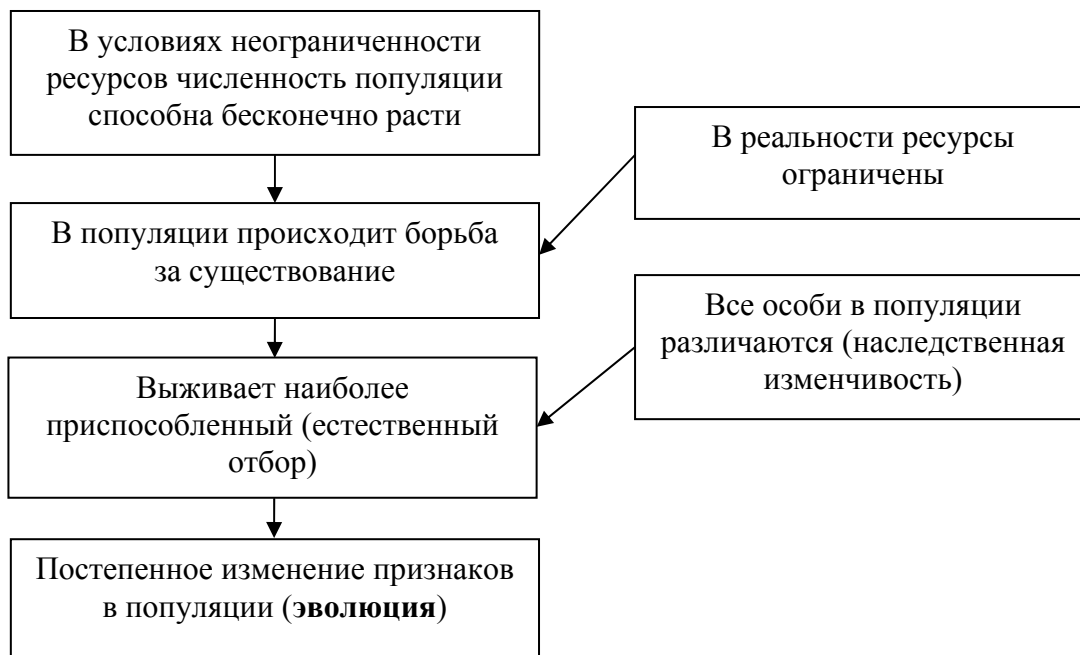 В условиях неограниченности
ресурсов численность популяции
способна бесконечно расти
В реальности ресурсы
ограничены
В популяции происходит борьба
за существование
Все особи в популяции
различаются (наследственная
изменчивость)
Выживает наиболее
приспособленный (естественный
отбор)
Постепенное изменение признаков
в популяции (эволюция)